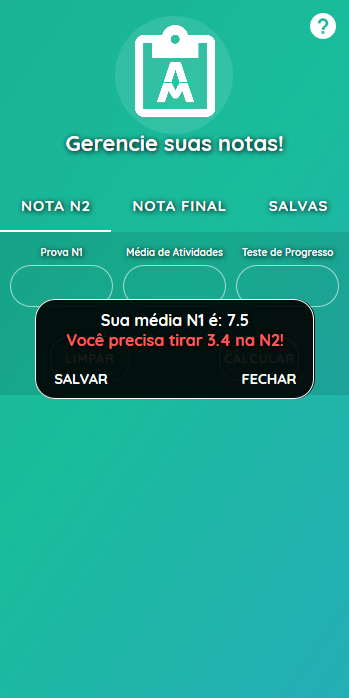 ?
AM
Gerencie suas notas!
NOTA N2 NOTA FINAL SALVAS
Prova N1 Média de Atividades Teste de Progresso
Sua média N1 é: 7.5
Você precisa tirar 3.4 na N2!
LIMPAR CALCULAR
SALVAR FECHAR